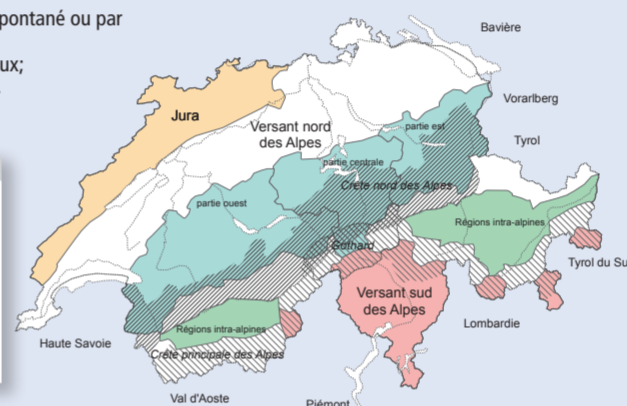 pontané ou par
ux;
Bavière
Jura
Vorarlberg
Versant nord
des Alpes
partie est
Tyrol
partie centrale
Crête nord des Alpes
partie ouest
Régions intra-alpines
Gothard
Tyrol du Su
Versant sud
des Alpes
Lombardie
Régions intra-alpines
Haute Savoie
Crête principale des Alpes
Val d'Aoste
Piémont